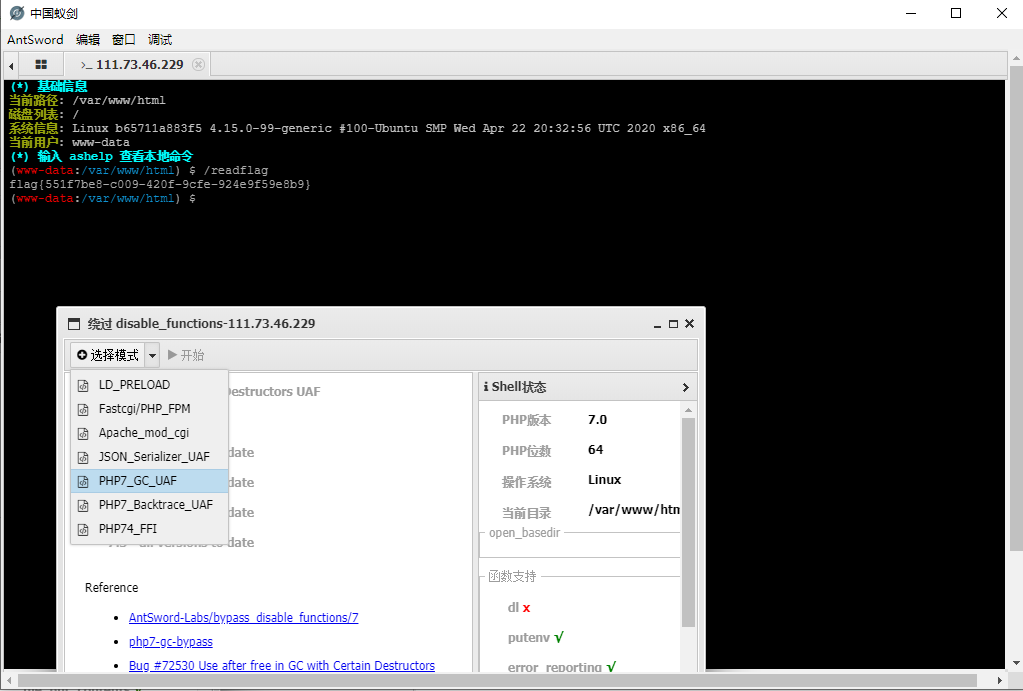 中国蚁剑
AntSword 编辑 窗口 调试
>_ 111.73.46.229
(*) 基础信息
当前路径: /var/www/html
磁盘列表: /
系统信息: Linux b65711a883f5 4.15.0-99-generic #100-Ubuntu SMP Wed Apr 22 20:32:56 UTC 2020 x86_64
当前用户: www-data
(*) 输入 ashelp 查看本地命令
(www-data:/var/www/html) $ /readflag
flag{551f7be8-c009-420f-9cfe-924e9f59e8b9}
(www-data:/var/www/html) $
绕过 disable_functions-111.73.46.229
选择模式 开始
LD_PRELOAD
Fastcgi/PHP_FPM
Apache_mod_cgi
JSON_Serializer_UAF
PHP7_GC_UAF
PHP7_Backtrace_UAF
PHP74_FFI
Destructors UAF
date
date
date
all versions to date
Reference
AntSword-Labs/bypass_disable_functions/7
php7-gc-bypass
Bug #72530 Use after free in GC with Certain Destructors
Shell状态
PHP版本 7.0
PHP位数 64
操作系统 Linux
当前目录 /var/www/htm
open_basedir
函数支持
dl x
putenv √
error_reporting √